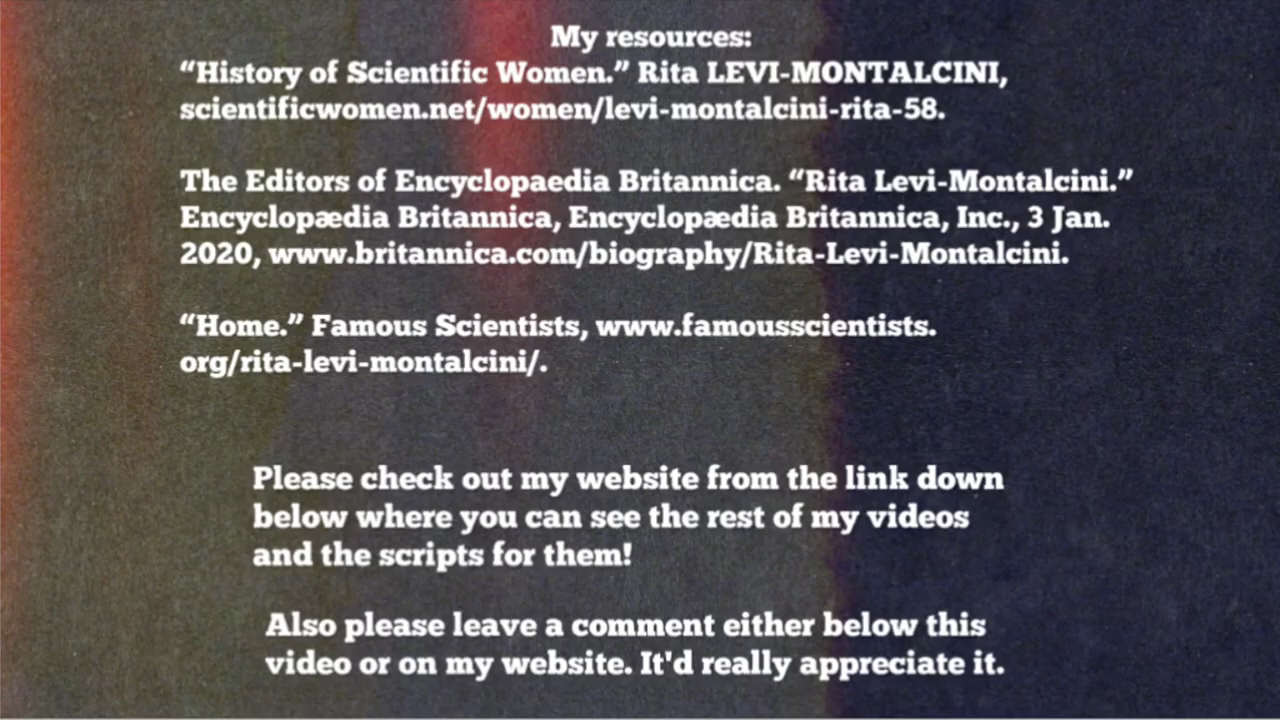 My resources:
“History of Scientific Women.” Rita LEVI-MONTALCINI,
scientificwomen.net/women/levi-montalcini-rita-58.
The Editors of Encyclopaedia Britannica. “Rita Levi-Montalcini.”
Encyclopædia Britannica, Encyclopædia Britannica, Inc., 3 Jan.
2020, www.britannica.com/biography/Rita-Levi-Montalcini.
“Home.” Famous Scientists, www.famousscientists.
org/rita-levi-montalcini/.
Please check out my website from the link down
below where you can see the rest of my videos
and the scripts for them!
Also please leave a comment either below this
video or on my website. It'd really appreciate it.